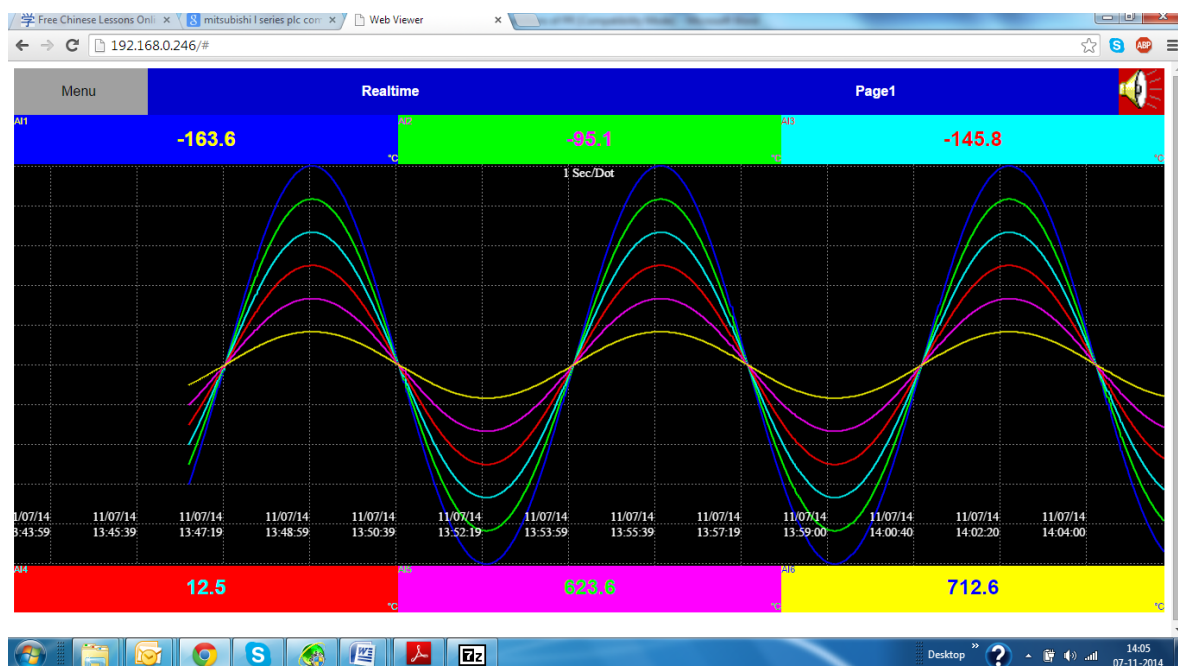 Free Chinese Lessons Onli
mitsubishi l series plc com
Web Viewer
192.168.0.246/#
ABP
Menu
Realtime
Page1
AI1
-163.6
°C
AI2
-95.1
°C
AI3
-145.8
°C
1 Sec/Dot
1/07/14 11/07/14 11/07/14 11/07/14 11/07/14 11/07/14 11/07/14 11/07/14 11/07/14 11/07/14 11/07/14 11/07/14 11/07/14
3:43:59 13:45:39 13:47:19 13:48:59 13:50:39 13:52:19 13:53:59 13:55:39 13:57:19 13:59:00 14:00:40 14:02:20 14:04:00
AI4
12.5
°C
AI5
623.6
°C
AI6
712.6
°C
7z
Desktop
14:05
07-11-2014